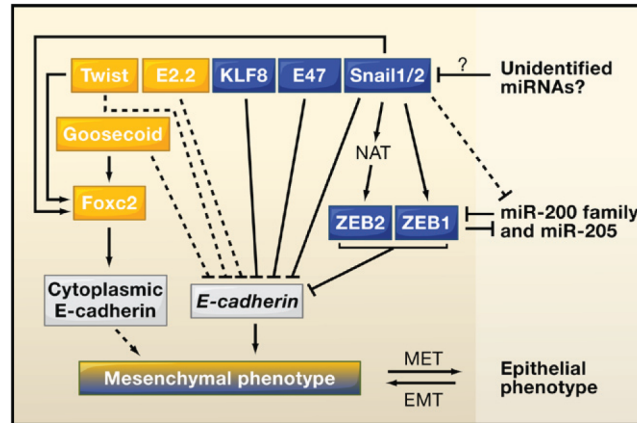 Twist E2.2 KLF8 E47 Snail1/2 ? Unidentified
miRNAs?
Goosecoid
NAT
Foxc2
ZEB2 ZEB1 miR-200 family
and miR-205
Cytoplasmic
E-cadherin
E-cadherin
Mesenchymal phenotype
MET
EMT
Epithelial
phenotype